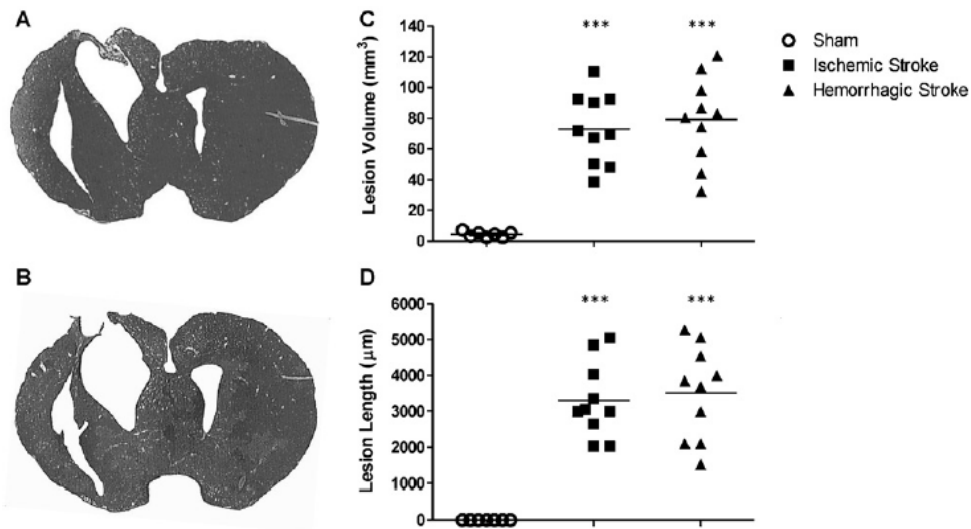 A
B
C
Lesion Volume (mm³)
140
120
100
80
60
40
20
0
***
***
Sham
Ischemic Stroke
Hemorrhagic Stroke
D
Lesion Length (µm)
6000
5000
4000
3000
2000
1000
0
***
***